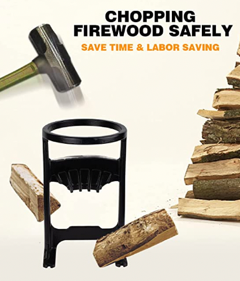 CHOPPING
FIREWOOD SAFELY
SAVE TIME & LABOR SAVING